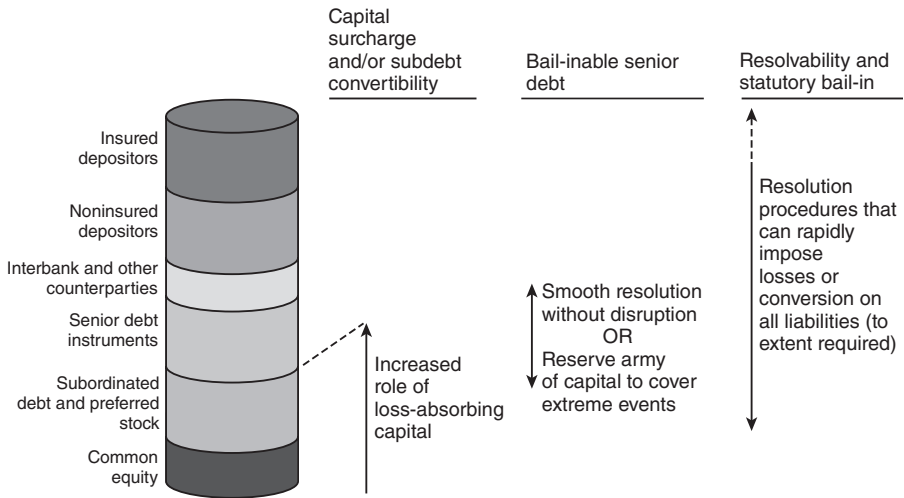 Capital
surcharge
and/or subdebt
convertibility
Bail-inable senior
debt
Resolvability and
statutory bail-in
Insured
depositors
Noninsured
depositors
Interbank and other
counterparties
Senior debt
instruments
Subordinated
debt and preferred
stock
Common
equity
Increased
role of
loss-absorbing
capital
Smooth resolution
without disruption
OR
Reserve army
of capital to cover
extreme events
Resolution
procedures that
can rapidly
impose
losses or
conversion on
all liabilities (to
extent required)